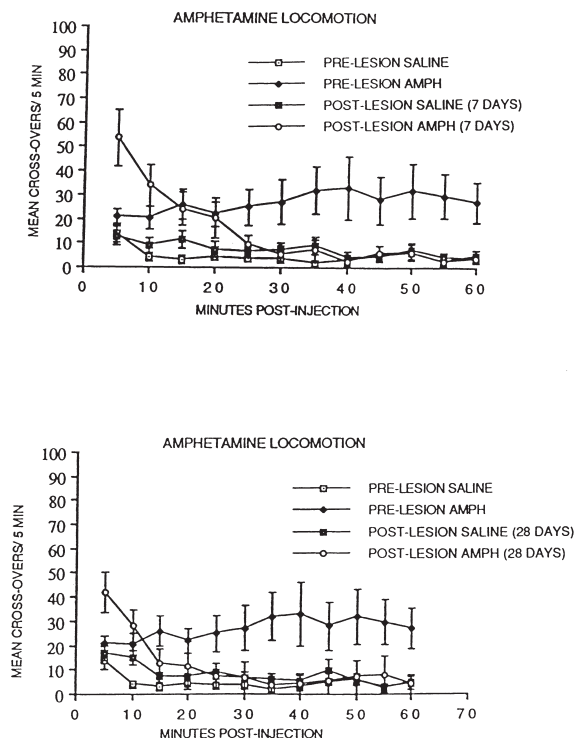 AMPHETAMINE LOCOMOTION
100
90
80
70
60
50
40
30
20
10
0
MEAN CROSS-OVERS/ 5 MIN
PRE-LESION SALINE
PRE-LESION AMPH
POST-LESION SALINE (7 DAYS)
POST-LESION AMPH (7 DAYS)
0 10 20 30 40 50 60
MINUTES POST-INJECTION
AMPHETAMINE LOCOMOTION
100
90
80
70
60
50
40
30
20
10
0
MEAN CROSS-OVERS/ 5 MIN
PRE-LESION SALINE
PRE-LESION AMPH
POST-LESION SALINE (28 DAYS)
POST-LESION AMPH (28 DAYS)
0 10 20 30 40 50 60 70
MINUTES POST-INJECTION